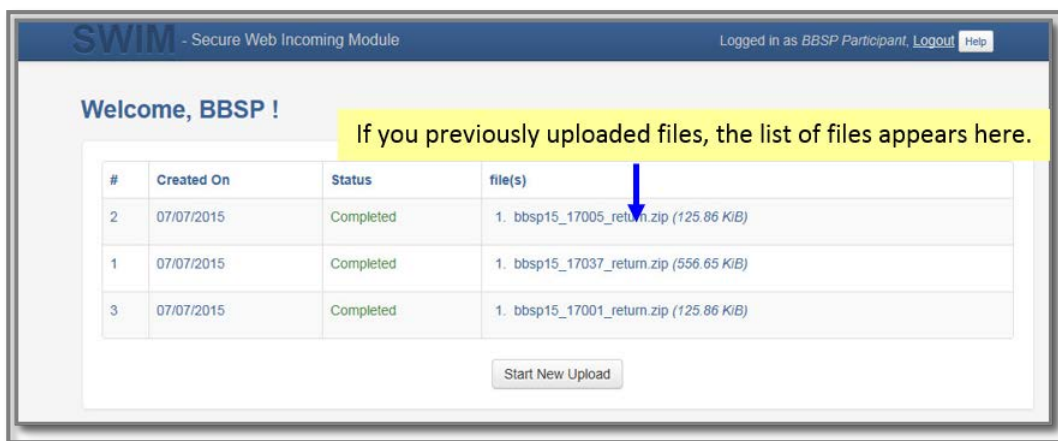 SWIM - Secure Web Incoming Module Logged in as BBSP Participant, Logout Help
Welcome, BBSP !
If you previously uploaded files, the list of files appears here.
# Created On Status file(s)
2 07/07/2015 Completed 1. bbsp15_17005_return.zip (125.86 KiB)
1 07/07/2015 Completed 1. bbsp15_17037_return.zip (556.65 KiB)
3 07/07/2015 Completed 1. bbsp15_17001_return.zip (125.86 KiB)
Start New Upload